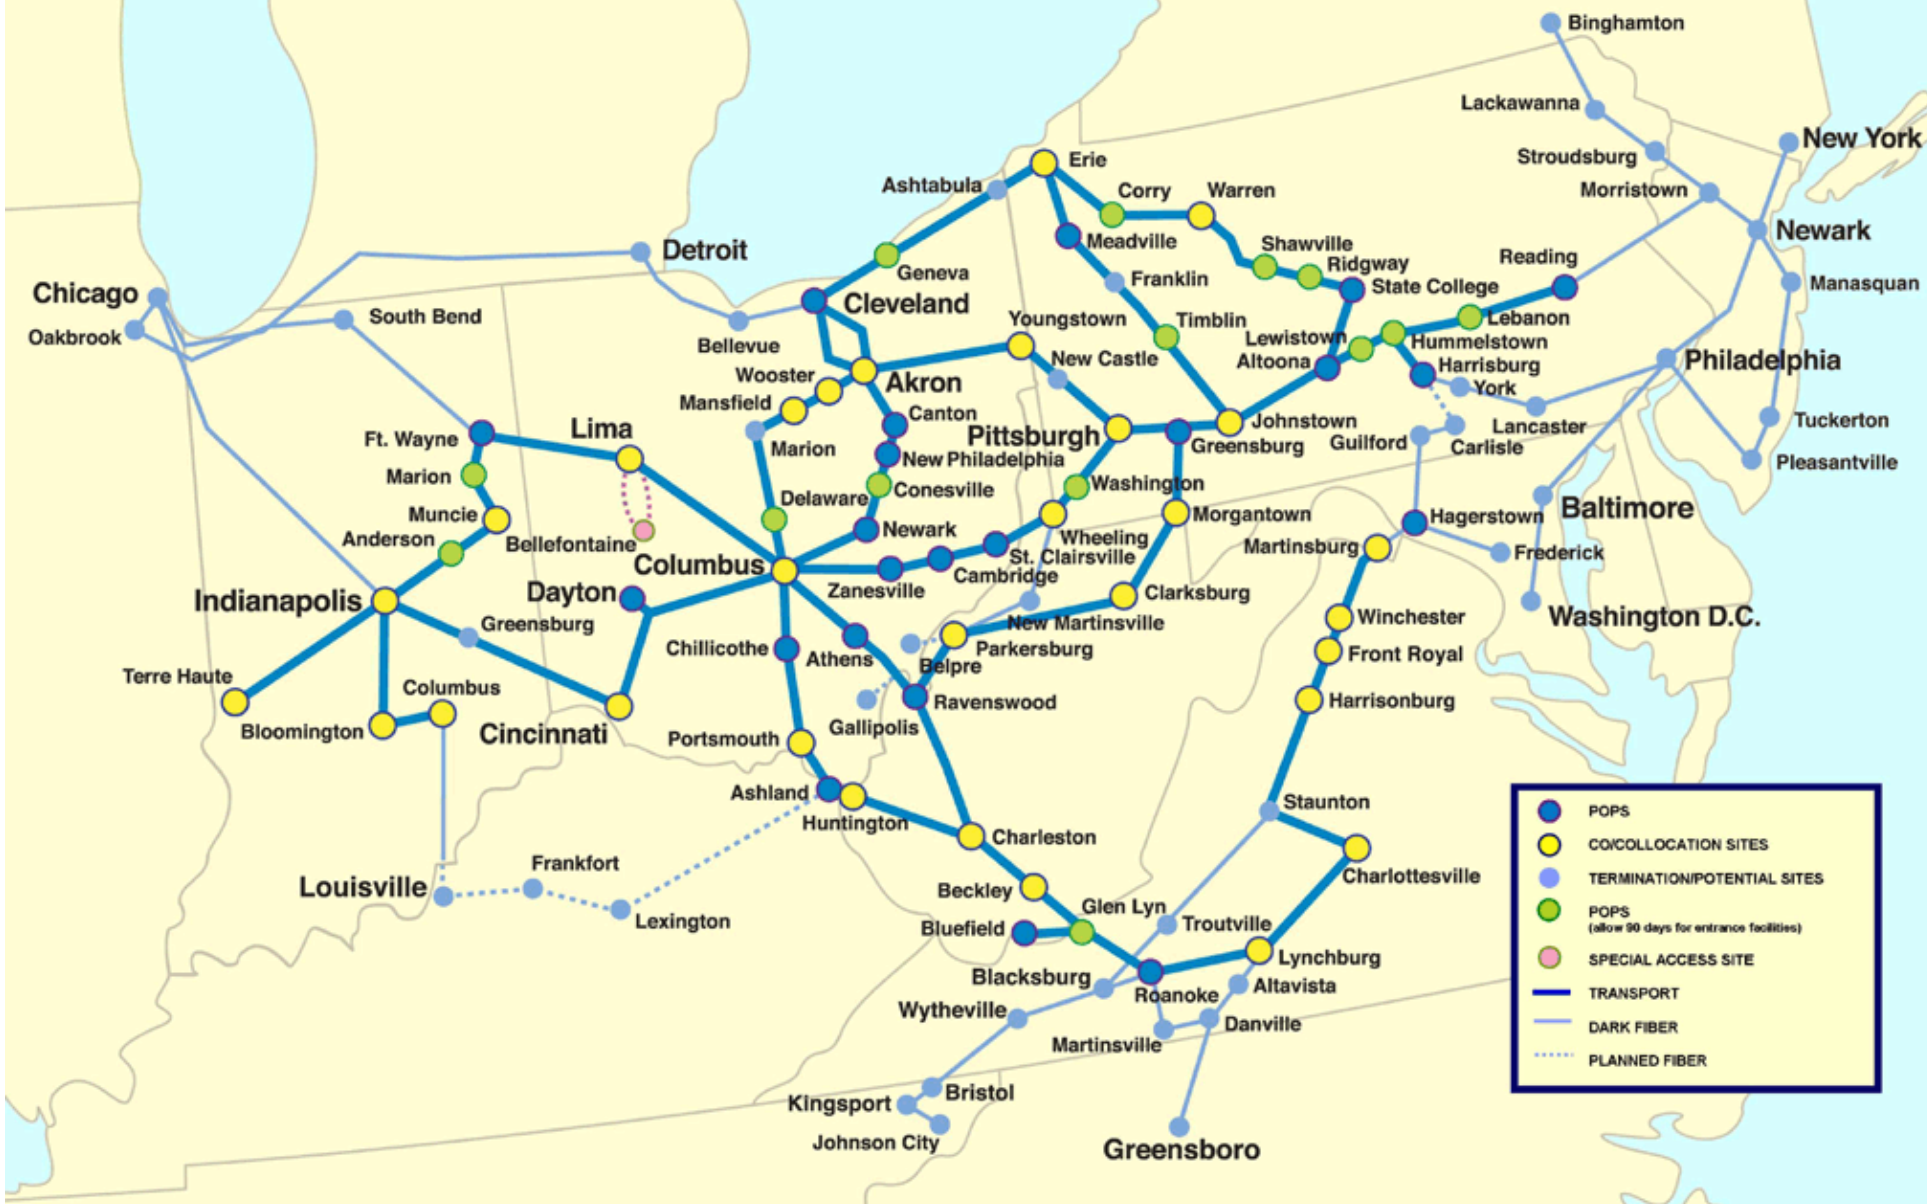 Binghamton
Lackawanna
New York
Stroudsburg
Erie
Ashtabula
Corry
Warren
Morristown
Newark
Meadville
Shawville
Detroit
Reading
Ridgway
Geneva
Franklin
State College
Manasquan
Chicago
Cleveland
South Bend
Youngstown
Timblin
Lebanon
Oakbrook
Lewistown
Hummelstown
Bellevue
New Castle
Altoona
Harrisburg
Philadelphia
Wooster
Akron
York
Mansfield
Canton
Johnstown
Lancaster
Tuckerton
Lima
Pittsburgh
Ft. Wayne
Marion
Greensburg
Guilford
Carlisle
New Philadelphia
Pleasantville
Marion
Conesville
Washington
Delaware
Muncie
Newark
Morgantown
Hagerstown
Baltimore
Anderson
Bellefontaine
Wheeling
Martinsburg
Frederick
Columbus
St. Clairsville
Cambridge
Dayton
Zanesville
Clarksburg
Indianapolis
Greensburg
New Martinsville
Winchester
Washington D.C.
Chillicothe
Athens
Belpre
Parkersburg
Front Royal
Terre Haute
Columbus
Ravenswood
Harrisonburg
Bloomington
Cincinnati
Gallipolis
Portsmouth
Ashland
Huntington
Staunton
Charleston
Frankfort
Charlottesville
Louisville
Beckley
Lexington
Glen Lyn
Bluefield
Troutville
Lynchburg
Blacksburg
Roanoke
Altavista
Wytheville
Danville
Martinsville
Bristol
Kingsport
Johnson City
Greensboro
POPS
CO/COLLOCATION SITES
TERMINATION/POTENTIAL SITES
POPS
(allow 90 days for entrance facilities)
SPECIAL ACCESS SITE
TRANSPORT
DARK FIBER
PLANNED FIBER